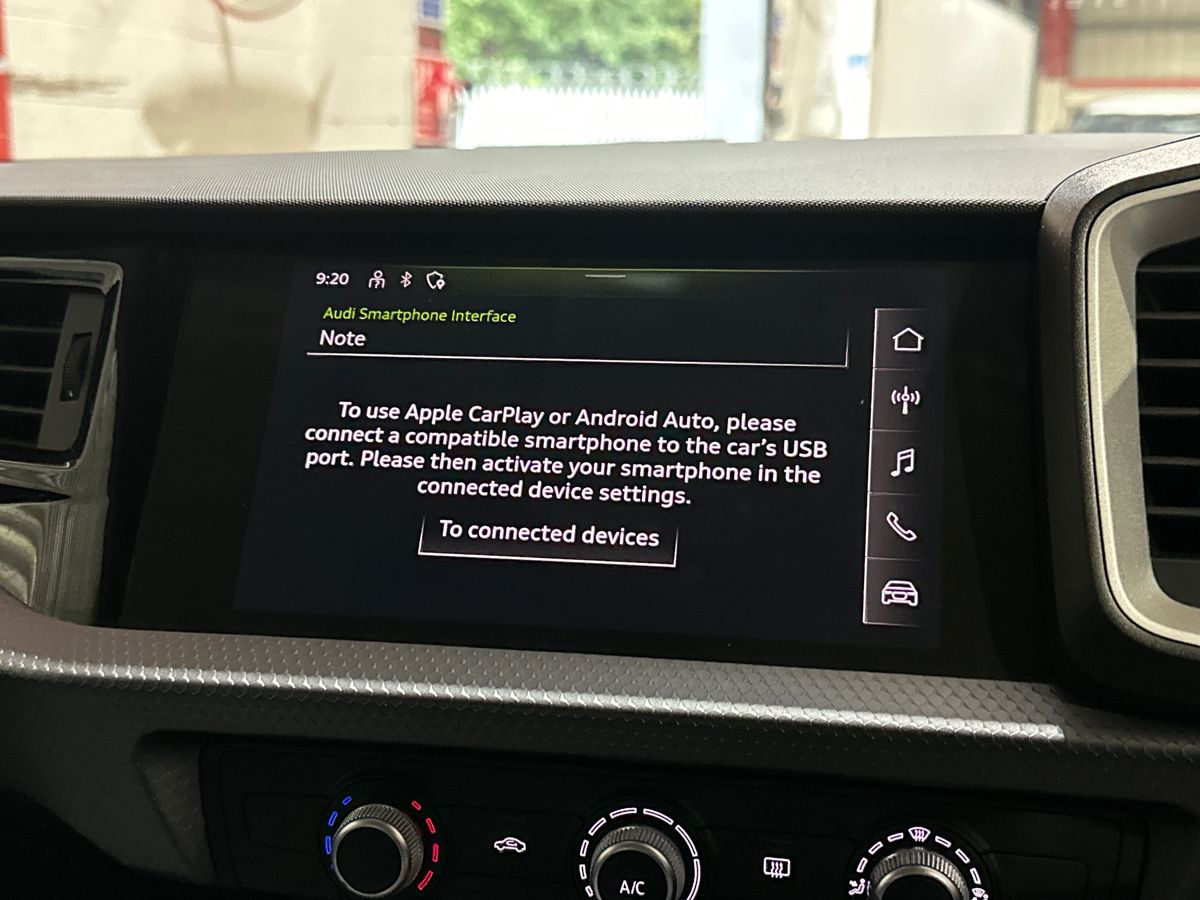 9:20
Audi Smartphone Interface
Note
To use Apple CarPlay or Android Auto, please
connect a compatible smartphone to the car's USB
port. Please then activate your smartphone in the
connected device settings.
To connected devices
A/C